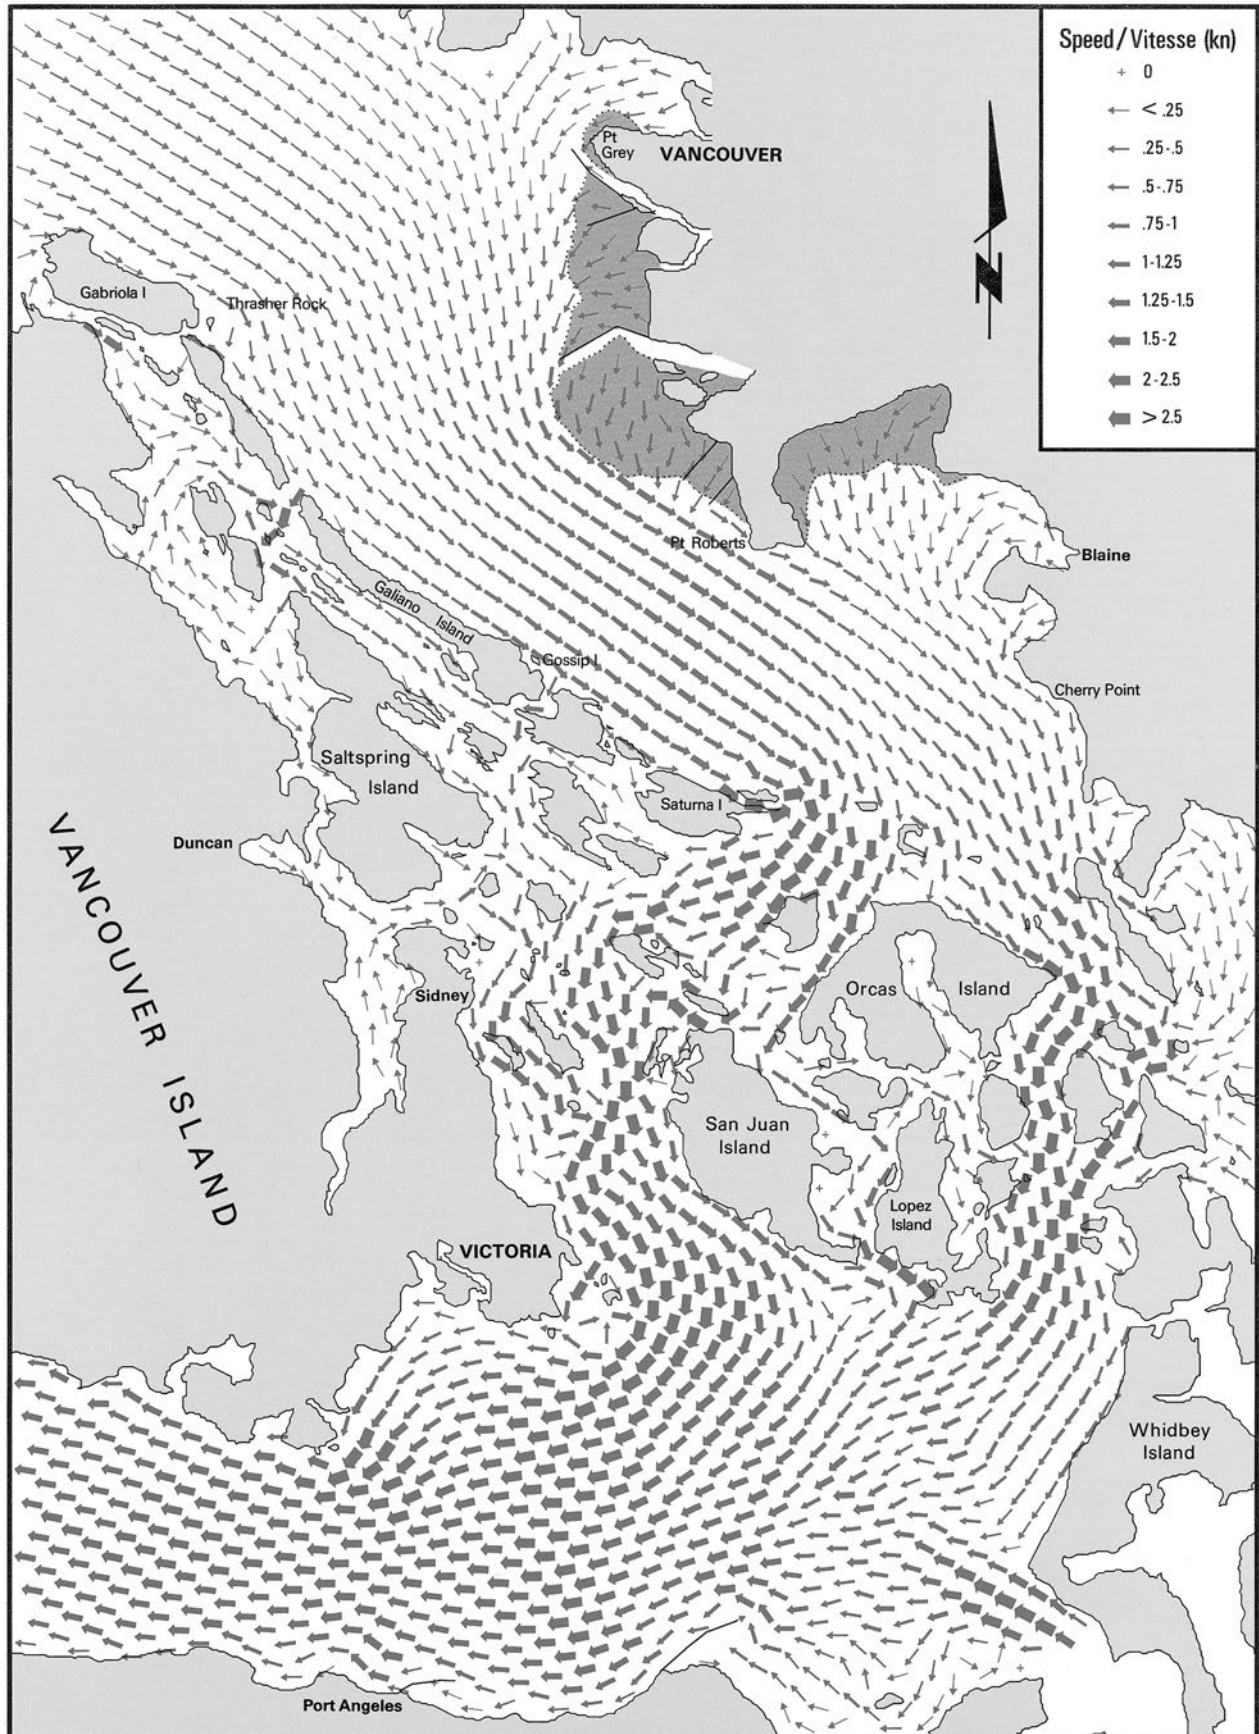 Speed/Vitesse (kn)
0
< .25
.25-.5
.5-.75
.75-1
1-1.25
1.25-1.5
1.5-2
2-2.5
> 2.5
N
Pt
Grey
VANCOUVER
Gabriola I
Thrasher Rock
Pt Roberts
Blaine
Galiano
Island
Gossip I
Cherry Point
Saltspring
Island
Saturna I
Duncan
VANCOUVER ISLAND
Sidney
Orcas
Island
San Juan
Island
Lopez
Island
VICTORIA
Whidbey
Island
Port Angeles